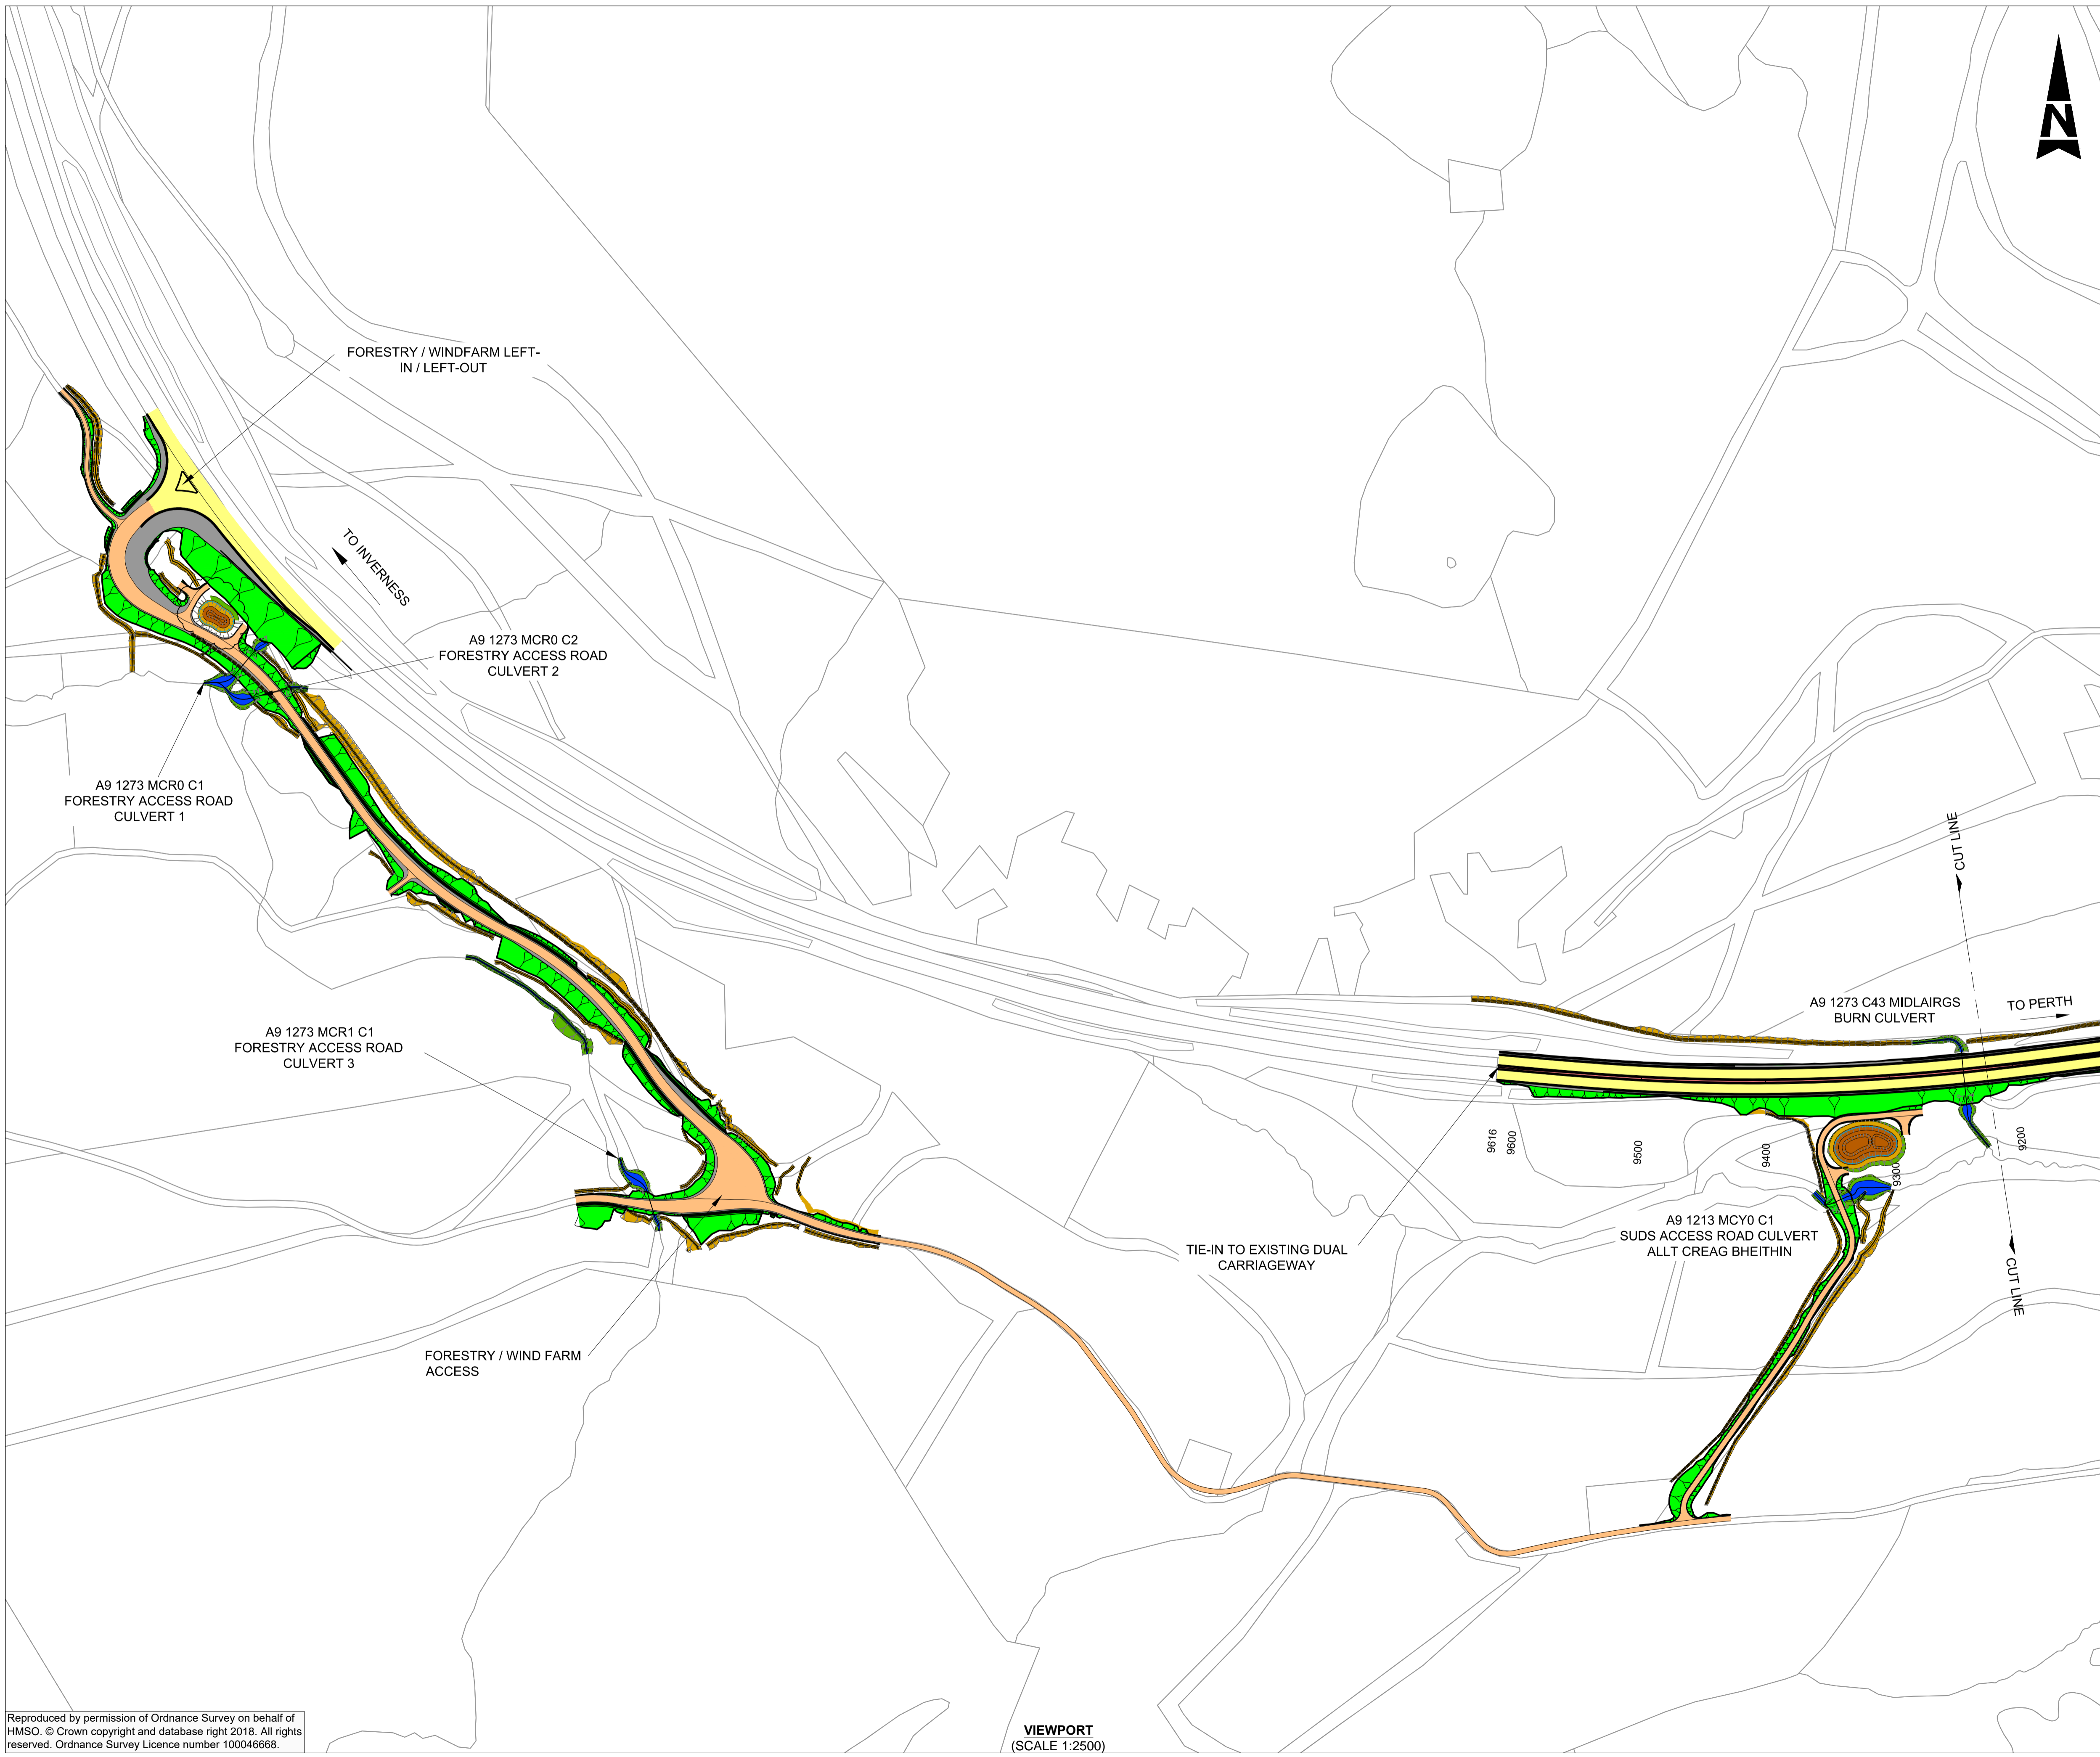 N
FORESTRY / WINDFARM LEFT-
IN / LEFT-OUT
TO INVERNESS
A9 1273 MCR0 C2
FORESTRY ACCESS ROAD
CULVERT 2
A9 1273 MCR0 C1
FORESTRY ACCESS ROAD
CULVERT 1
CUT LINE
A9 1273 C43 MIDLAIRGS
BURN CULVERT
TO PERTH
A9 1273 MCR1 C1
FORESTRY ACCESS ROAD
CULVERT 3
9616
9600
9500
9400
9300
9200
A9 1213 MCY0 C1
SUDS ACCESS ROAD CULVERT
ALLT CREAG BHEITHIN
TIE-IN TO EXISTING DUAL
CARRIAGEWAY
CUT LINE
FORESTRY / WIND FARM
ACCESS
Reproduced by permission of Ordnance Survey on behalf of
HMSO. © Crown copyright and database right 2018. All rights
reserved. Ordnance Survey Licence number 100046668.
VIEWPORT
(SCALE 1:2500)